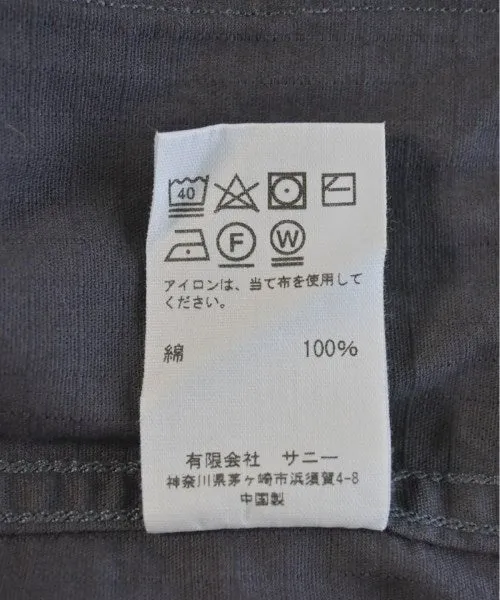 40
F W
アイロンは、当て布を使用して
ください。
綿 100%
有限会社 サニー
神奈川県茅ヶ崎市浜須賀4-8
中国製